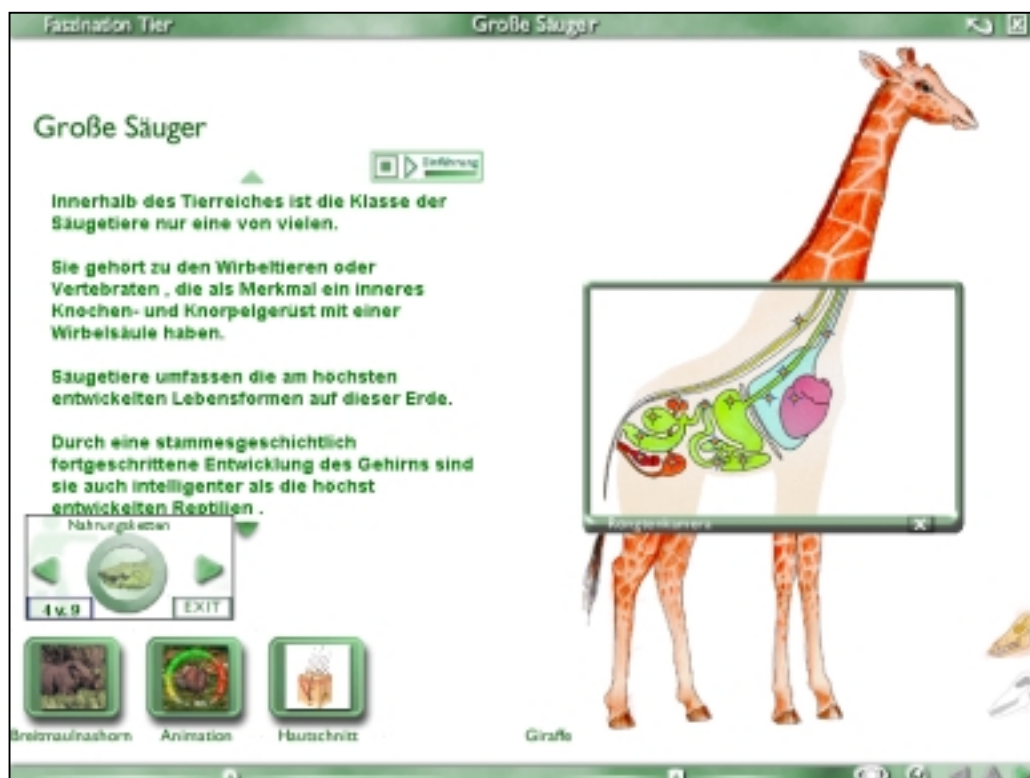 Faszination Tier
Große Säuger
Große Säuger
Einführung
Innerhalb des Tierreiches ist die Klasse der
Säugetiere nur eine von vielen.
Sie gehört zu den Wirbeltieren oder
Vertebraten , die als Merkmal ein inneres
Knochen- und Knorpelgerüst mit einer
Wirbelsäule haben.
Säugetiere umfassen die am höchsten
entwickelten Lebensformen auf dieser Erde.
Durch eine stammesgeschichtlich
fortgeschrittene Entwicklung des Gehirns sind
sie auch intelligenter als die höchst
entwickelten Reptilien .
Nahrungsketten
4 v. 9
EXIT
Röngtenkamera
Breitmaulnashorn
Animation
Hautschnitt
Giraffe